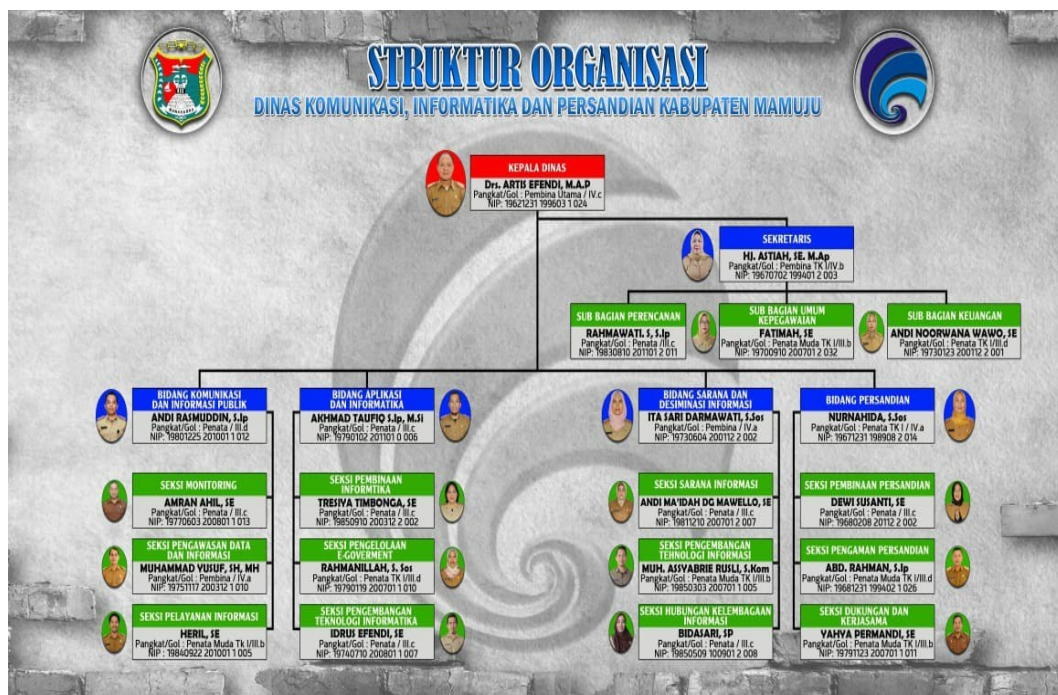 STRUKTUR ORGANISASI
DINAS KOMUNIKASI, INFORMATIKA DAN PERSANDIAN KABUPATEN MAMUJU
KEPALA DINAS
Drs. ARTIS EFENDI, M.A.P
Pangkat/Gol : Pembina Utama / IV.c
NIP: 19621231 199603 1 024
SEKRETARIS
HJ. ASTIAH, SE. M.Ap
Pangkat/Gol : Pembina TK I/IV.b
NIP: 19670702 199401 2 003
SUB BAGIAN PERENCANAN
RAHMAWATI. S, S.Ip
Pangkat/Gol : Penata /III.c
NIP: 19830810 201101 2 011
SUB BAGIAN UMUM
KEPEGAWAIAN
FATIMAH, SE
Pangkat/Gol : Penata Muda TK I/III.b
NIP: 19700910 200701 2 032
SUB BAGIAN KEUANGAN
ANDI NOORWANA WAWO, SE
Pangkat/Gol : Penata TK I/III.d
NIP: 19730123 200112 2 001
BIDANG KOMUNIKASI
DAN INFORMASI PUBLIK
ANDI RASMUDDIN, S.Ip
Pangkat/Gol : Penata / III.d
NIP: 19801225 201001 1 012
SEKSI MONITORING
AMRAN AHIL, SE
Pangkat/Gol : Penata / III.c
NIP: 19770603 200801 1 013
SEKSI PENGAWASAN DATA
DAN INFORMASI
MUHAMMAD YUSUF, SH, MH
Pangkat/Gol : Pembina / IV.a
NIP: 19751117 200312 1 010
SEKSI PELAYANAN INFORMASI
HERIL, SE
Pangkat/Gol : Penata Muda Tk I/III.b
NIP : 19840922 201001 1 005
BIDANG APLIKASI
DAN INFORMATIKA
AKHMAD TAUFIQ S.Ip, M.Si
Pangkat/Gol : Penata / III.c
NIP: 19790102 201101 0 006
SEKSI PEMBINAAN
INFORMTIKA
TRESIYA TIMBONGA, SE
Pangkat/Gol : Penata / III.c
NIP: 19850910 200312 2 002
SEKSI PENGELOLAAN
E-GOVERMENT
RAHMANILLAH, S. Sos
Pangkat/Gol : Penata TK I/III.d
NIP: 19790119 200701 1 010
SEKSI PENGEMBANGAN
TEKNOLOGI INFORMATIKA
IDRUS EFENDI, SE
Pangkat/Gol : Penata / III.c
NIP: 19740710 200801 1 007
BIDANG SARANA DAN
DESIMINASI INFORMASI
ITA SARI DARMAWATI, S.Sos
Pangkat/Gol : Pembina / IV.a
NIP: 19730604 200112 2 002
SEKSI SARANA INFORMASI
ANDI MA'IDAH DG MAWELLO, SE
Pangkat/Gol : Penata / III.c
NIP: 19811210 200701 2 007
SEKSI PENGEMBANGAN
TEHNOLOGI INFORMASI
MUH. ASSYABRIE RUSLI, S.Kom
Pangkat/Gol : Penata Muda TK I/III.b
NIP: 19850303 200701 1 005
SEKSI HUBUNGAN KELEMBAGAAN
INFORMASI
BIDASARI, SP
Pangkat/Gol : Penata / III.c
NIP: 19850509 100901 2 008
BIDANG PERSANDIAN
NURNAHIDA, S.Sos
Pangkat/Gol : Penata TK I / IV.a
NIP: 19671231 198908 2 014
SEKSI PEMBINAAN PERSANDIAN
DEWI SUSANTI, SE
Pangkat/Gol : Penata / III.c
NIP: 19680208 20112 2 002
SEKSI PENGAMAN PERSANDIAN
ABD. RAHMAN, S.Ip
Pangkat/Gol : Penata Muda TK I/III.d
NIP: 19681231 199402 1 026
SEKSI DUKUNGAN DAN
KERJASAMA
YAHYA PERMANDI, SE
Pangkat/Gol : Penata Muda TK I/III.b
NIP: 19791123 200701 1 011